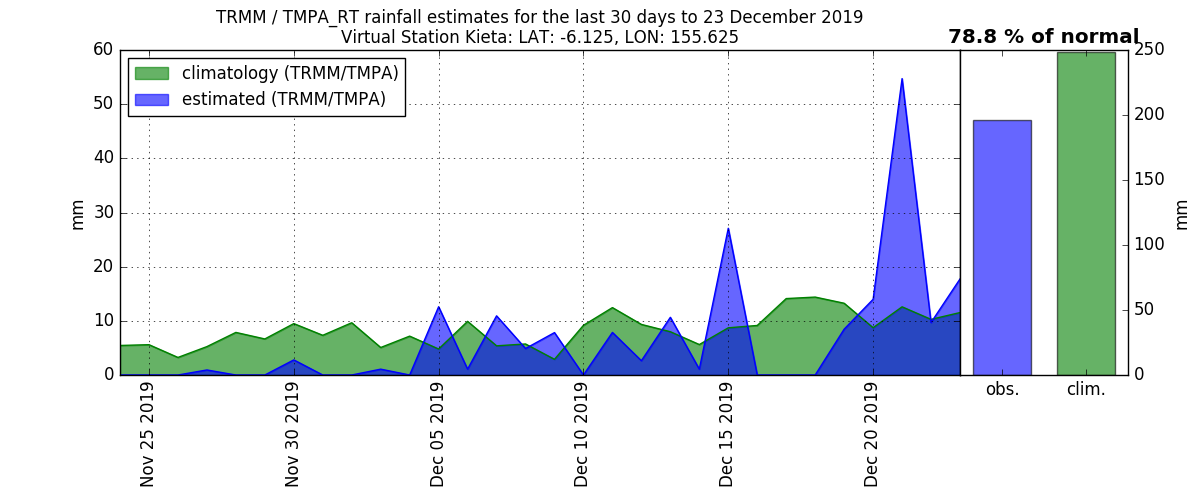 TRMM / TMPA_RT rainfall estimates for the last 30 days to 23 December 2019
Virtual Station Kieta: LAT: -6.125, LON: 155.625
78.8 % of normal
climatology (TRMM/TMPA)
estimated (TRMM/TMPA)
60
50
40
30
20
10
0
mm
Nov 25 2019
Nov 30 2019
Dec 05 2019
Dec 10 2019
Dec 15 2019
Dec 20 2019
250
200
150
100
50
0
mm
obs.
clim.